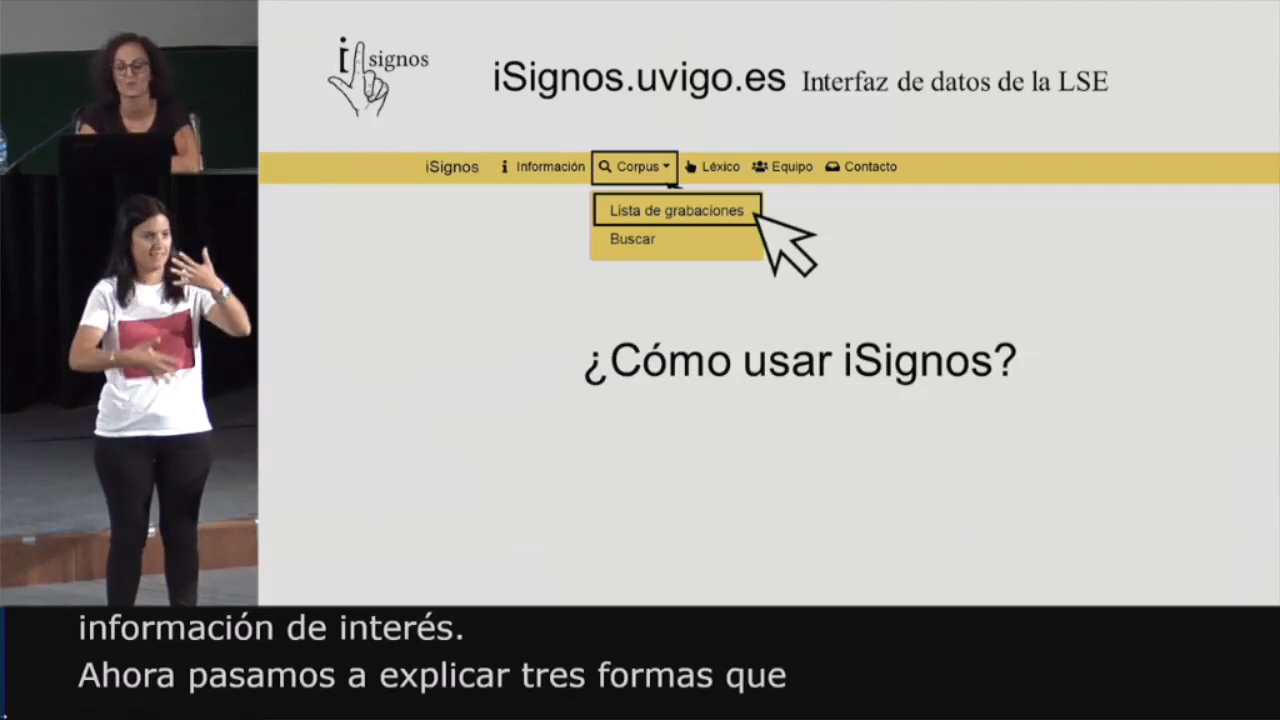 i signos
iSignos.uvigo.es Interfaz de datos de la LSE
iSignos Información Corpus Léxico Equipo Contacto
Lista de grabaciones
Buscar
¿Cómo usar iSignos?
información de interés.
Ahora pasamos a explicar tres formas que